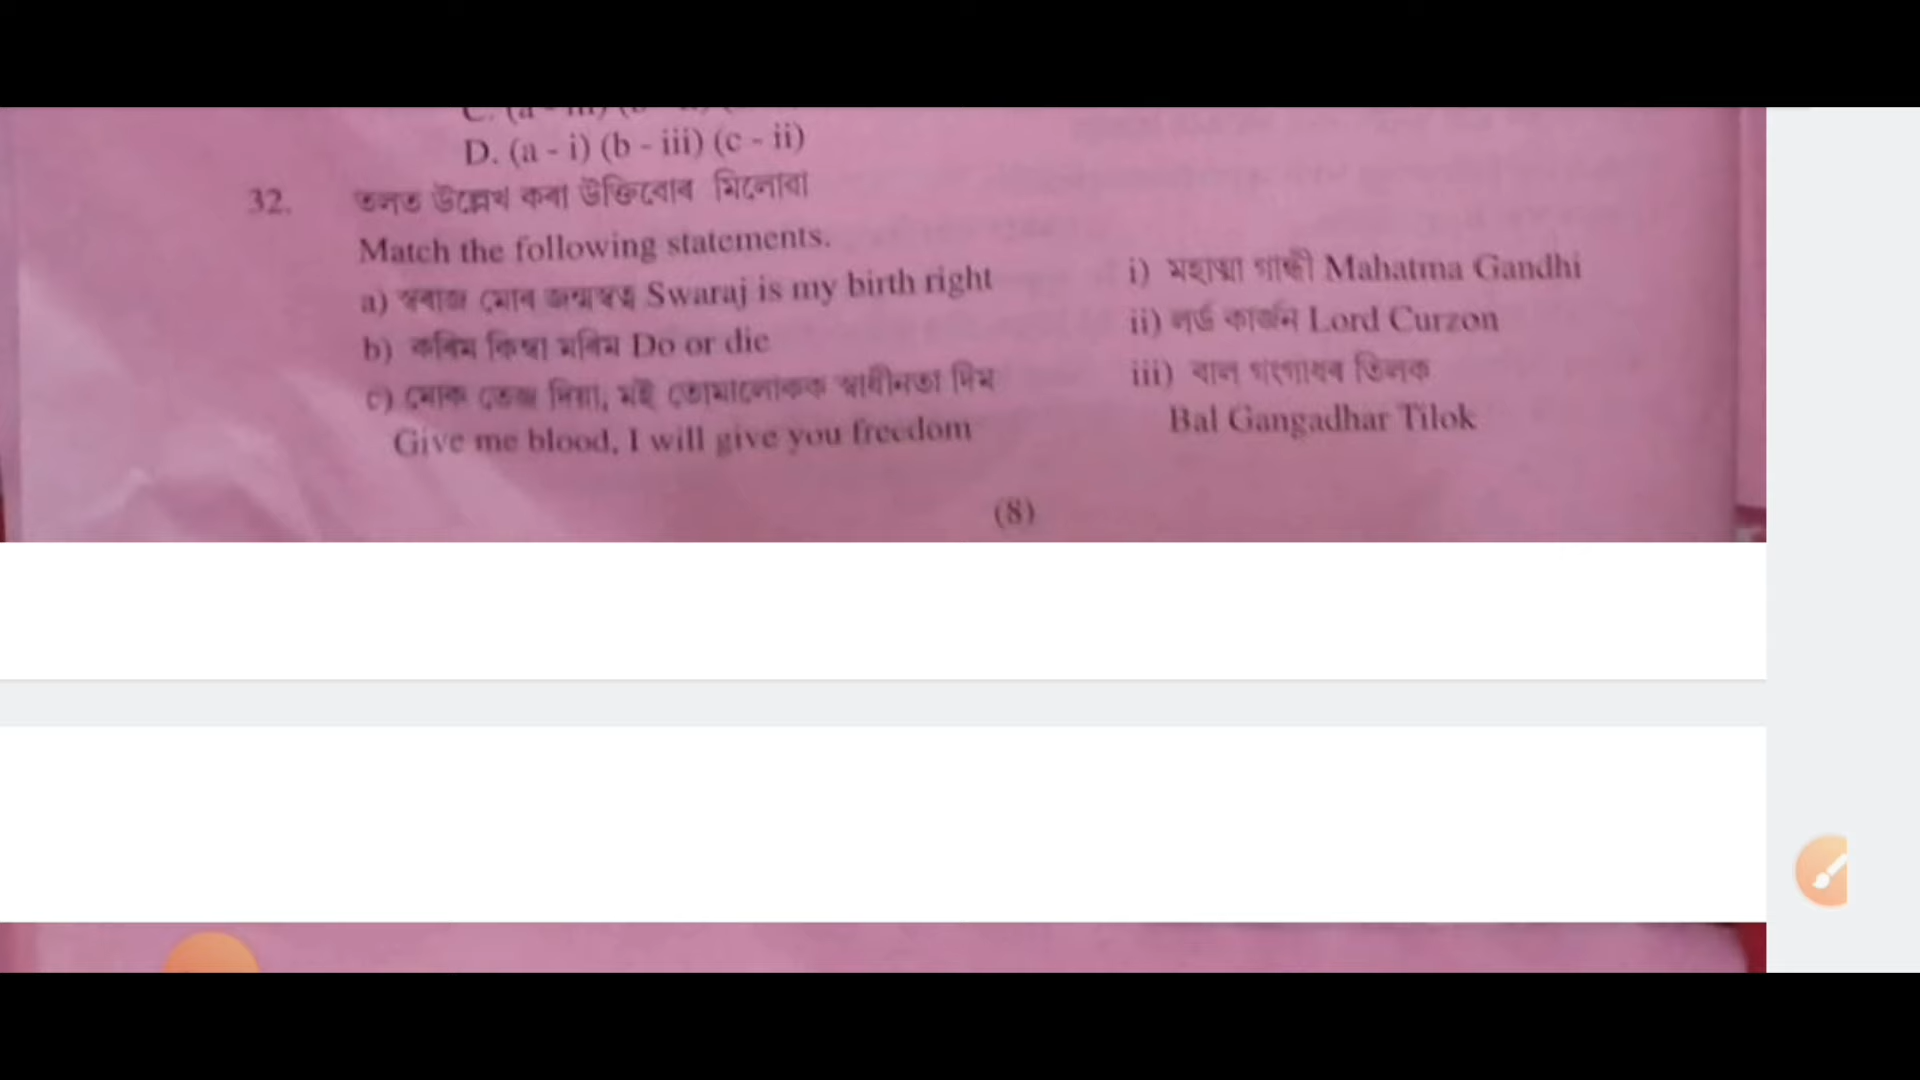 D. (a - i) (b - iii) (c - ii)
32. তলত উল্লেখ কৰা উক্তিবোৰ মিলোৱা
Match the following statements.
a) স্বৰাজ মোৰ জন্মস্বত্ব Swaraj is my birth right
i) মহাত্মা গান্ধী Mahatma Gandhi
b) কৰিম কিম্বা মৰিম Do or die
ii) লৰ্ড কাৰ্জন Lord Curzon
c) মোক তেজ দিয়া, মই তোমালোকক স্বাধীনতা দিম
iii) বাল গংগাধৰ তিলক
Give me blood, I will give you freedom
Bal Gangadhar Tilok
(8)